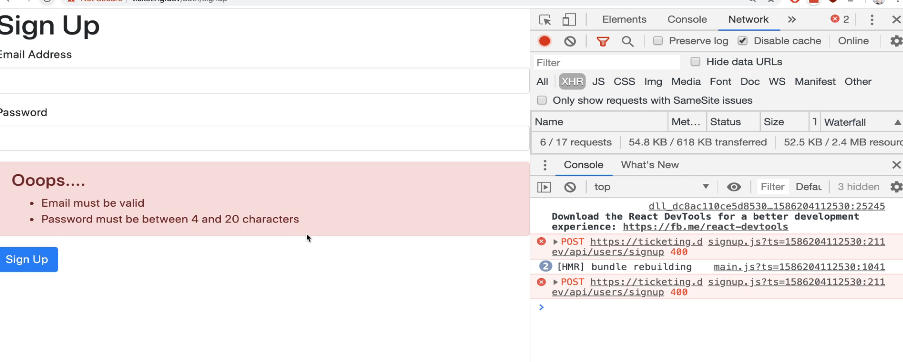 Sign Up
Email Address
Password
Ooops....
Email must be valid
Password must be between 4 and 20 characters
Sign Up
Elements Console Network » 2
Preserve log Disable cache Online
Filter Hide data URLs
All XHR JS CSS Img Media Font Doc WS Manifest Other
Only show requests with SameSite issues
Name Met... Status Size Waterfall
6 / 17 requests 54.8 KB / 618 KB transferred 52.5 KB / 2.4 MB resourc
Console What's New
top Filter Defau 3 hidden
dll_dc8ac110ce5d8530…1586204112530:25245
Download the React DevTools for a better development
experience: https://fb.me/react-devtools
POST https://ticketing.d signup.js?ts=1586204112530:211
ev/api/users/signup 400
2 [HMR] bundle rebuilding main.js?ts=1586204112530:1041
POST https://ticketing.d signup.js?ts=1586204112530:211
ev/api/users/signup 400